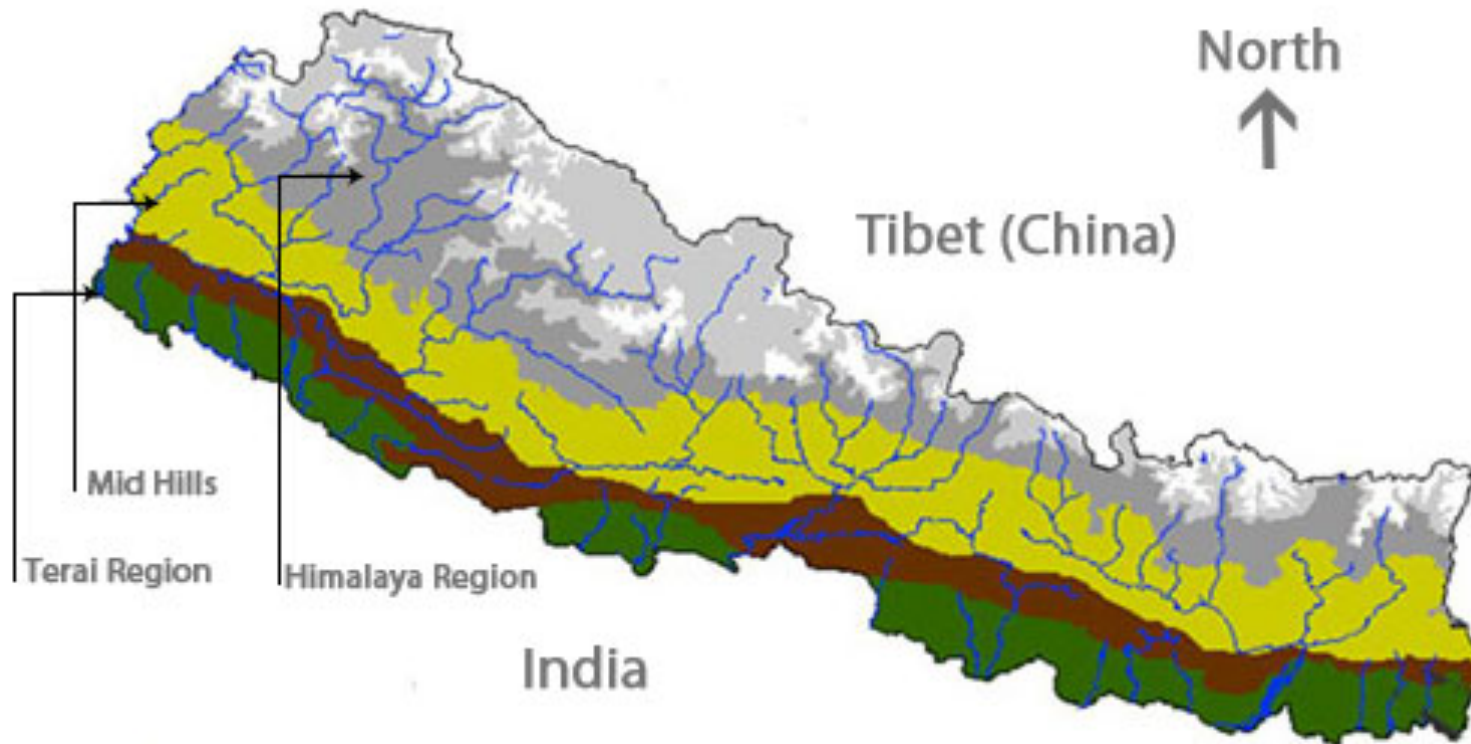 North
Tibet (China)
Mid Hills
Terai Region
Himalaya Region
India